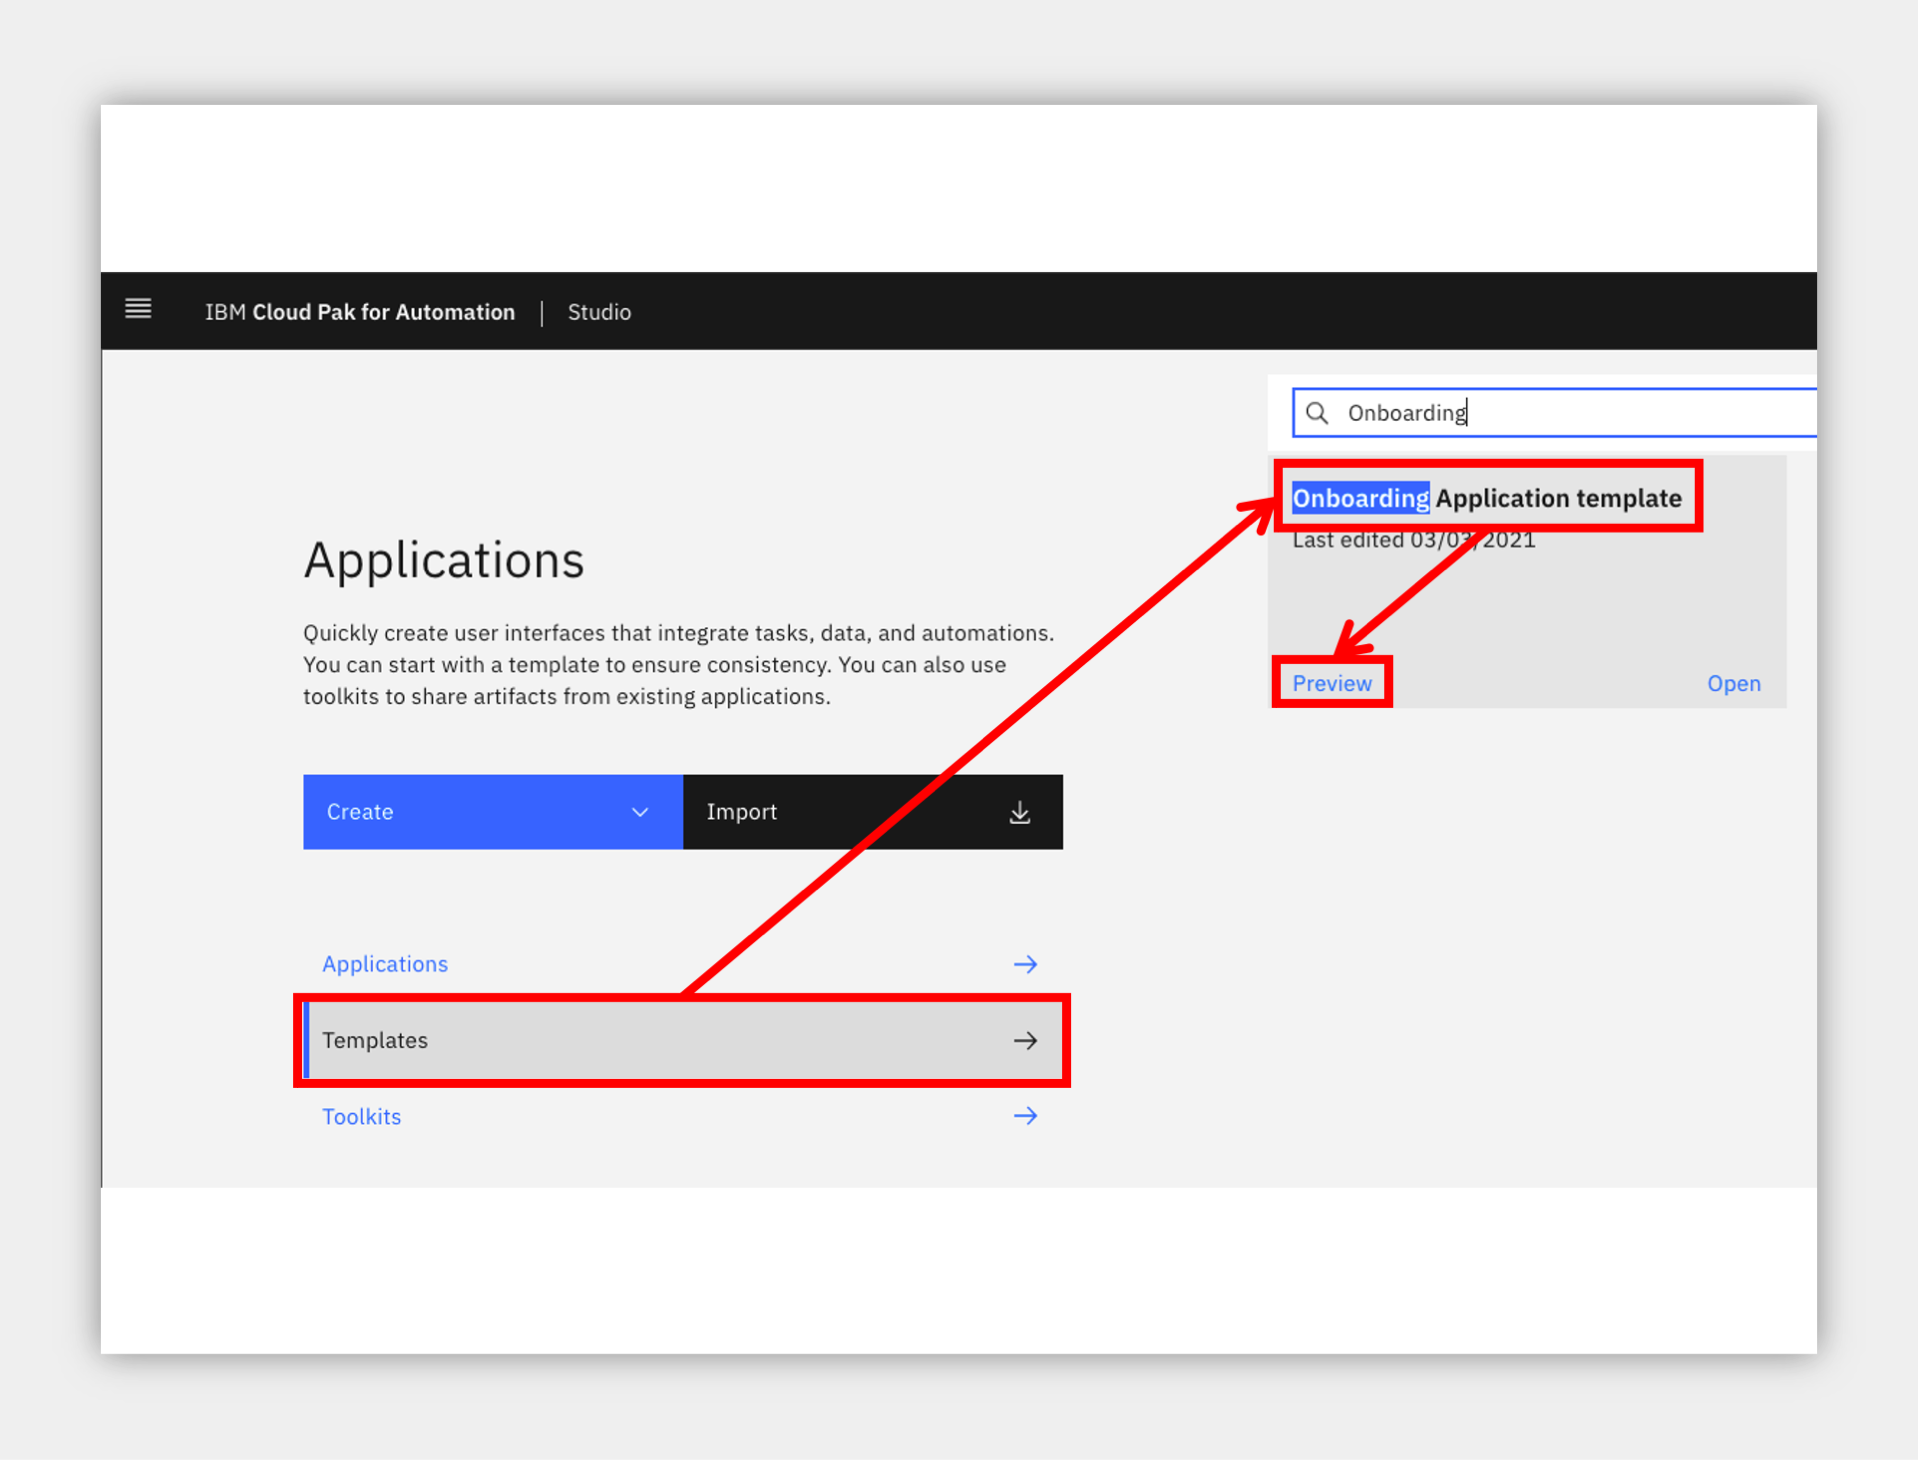 IBM Cloud Pak for Automation | Studio
Onboarding
Onboarding Application template
Last edited 03/03/2021
Preview
Open
Applications
Quickly create user interfaces that integrate tasks, data, and automations.
You can start with a template to ensure consistency. You can also use
toolkits to share artifacts from existing applications.
Create
Import
Applications
Templates
Toolkits